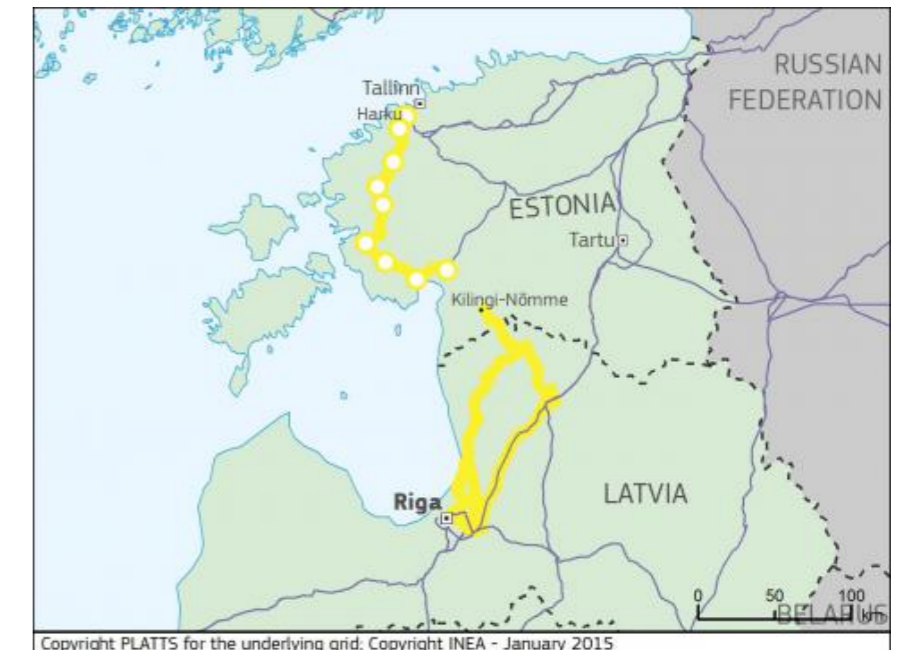 RUSSIAN
FEDERATION
Tallinn
Harku
ESTONIA
Tartu
Kilingi-Nõmme
Riga
LATVIA
0 50 100
km
BELARUS
Copyright PLATTS for the underlying grid; Copyright INEA - January 2015